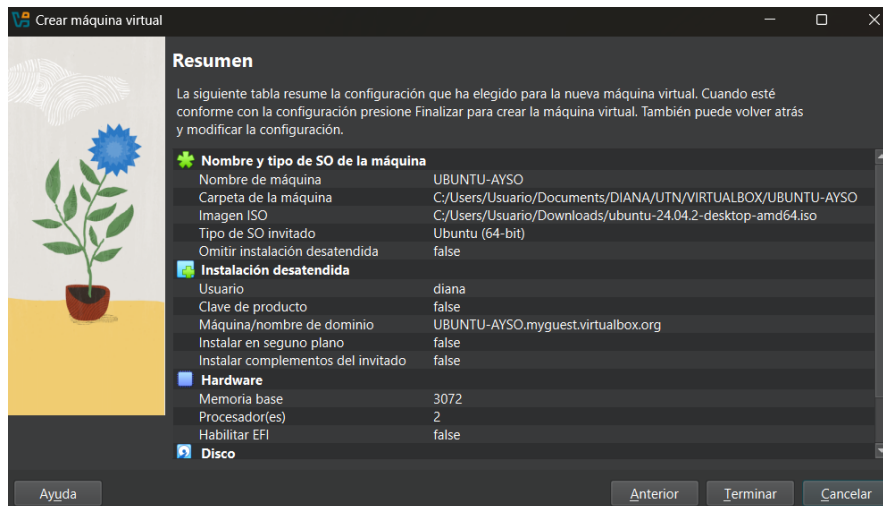 Crear máquina virtual
Resumen
La siguiente tabla resume la configuración que ha elegido para la nueva máquina virtual. Cuando esté
conforme con la configuración presione Finalizar para crear la máquina virtual. También puede volver atrás
y modificar la configuración.
Nombre y tipo de SO de la máquina
Nombre de máquina UBUNTU-AYSO
Carpeta de la máquina C:/Users/Usuario/Documents/DIANA/UTN/VIRTUALBOX/UBUNTU-AYSO
Imagen ISO C:/Users/Usuario/Downloads/ubuntu-24.04.2-desktop-amd64.iso
Tipo de SO invitado Ubuntu (64-bit)
Omitir instalación desatendida false
Instalación desatendida
Usuario diana
Clave de producto false
Máquina/nombre de dominio UBUNTU-AYSO.myguest.virtualbox.org
Instalar en seguno plano false
Instalar complementos del invitado false
Hardware
Memoria base 3072
Procesador(es) 2
Habilitar EFI false
Disco
Ayuda Anterior Terminar Cancelar